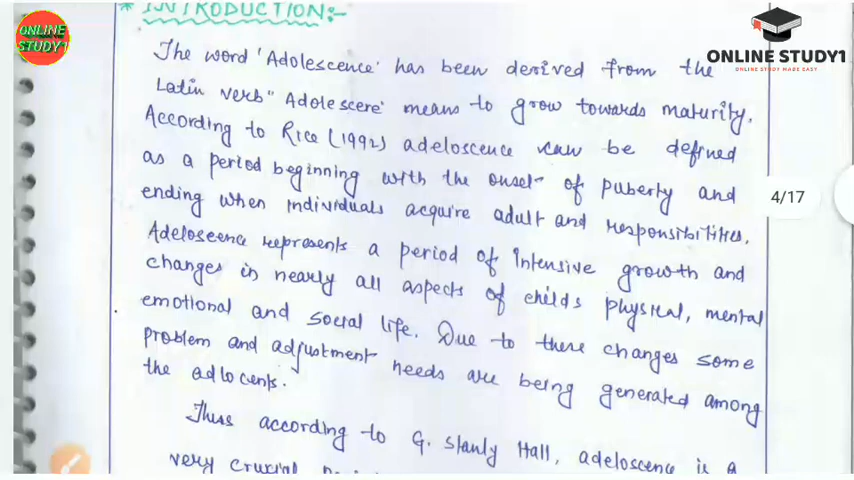 * INTRODUCTION:-
ONLINE
STUDY1
ONLINE STUDY1
ONLINE STUDY MADE EASY
The word 'Adolescence' has been derived from the
Latin verb "Adolescere' means to grow towards maturity.
According to Rice (1992) adeloscence can be defined
as a period beginning with the onset of puberty and
ending when individuals acquire adult and responsibilities.
4/17
Adeloscence represents a period of Intensive growth and
changes in nearly all aspects of childs physical, mental
emotional and social life. Due to these changes some
problem and adjustment needs are being generated among
the adlocents.
Thus according to G. Stanly Hall, adeloscence is a
very crucial